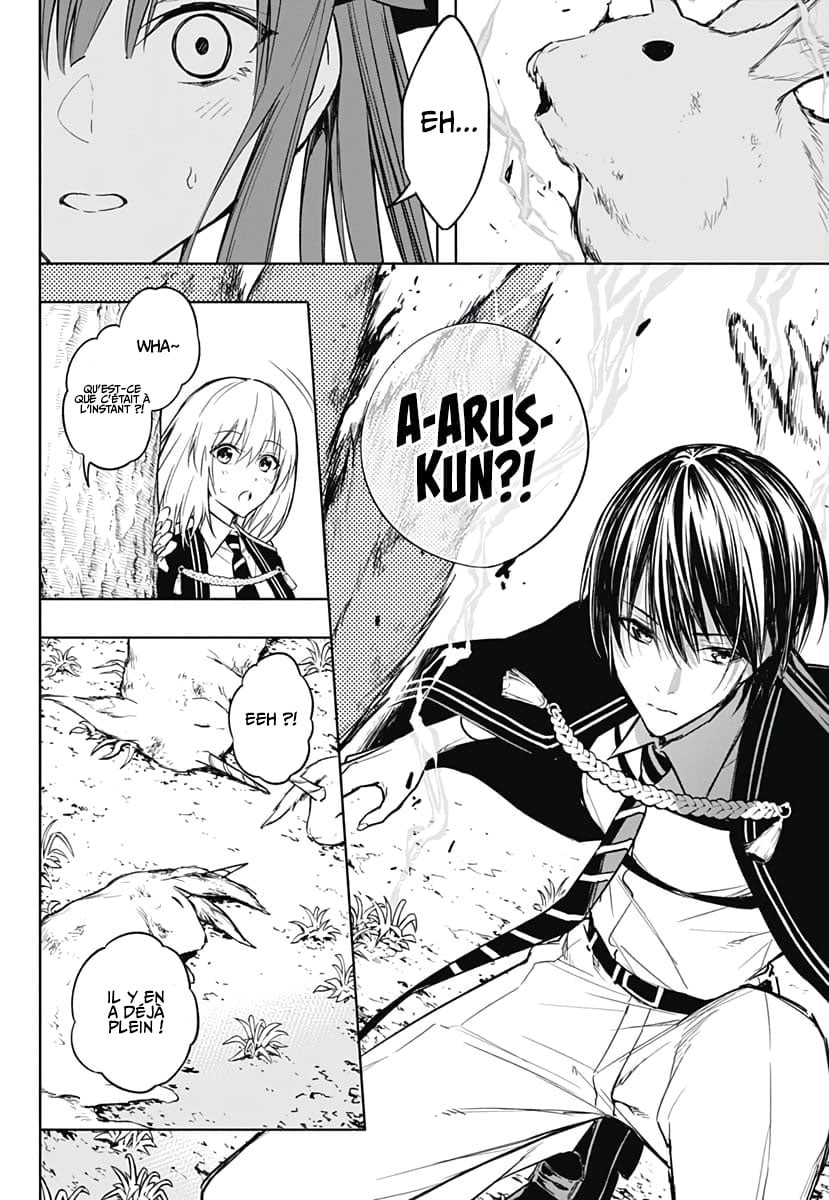 EH...
A-ARUS-
KUN?!
WHA~
QU'EST-CE
QUE C'ÉTAIT À
L'INSTANT ?!
EEH ?!
IL Y EN
A DÉJÀ
PLEIN !